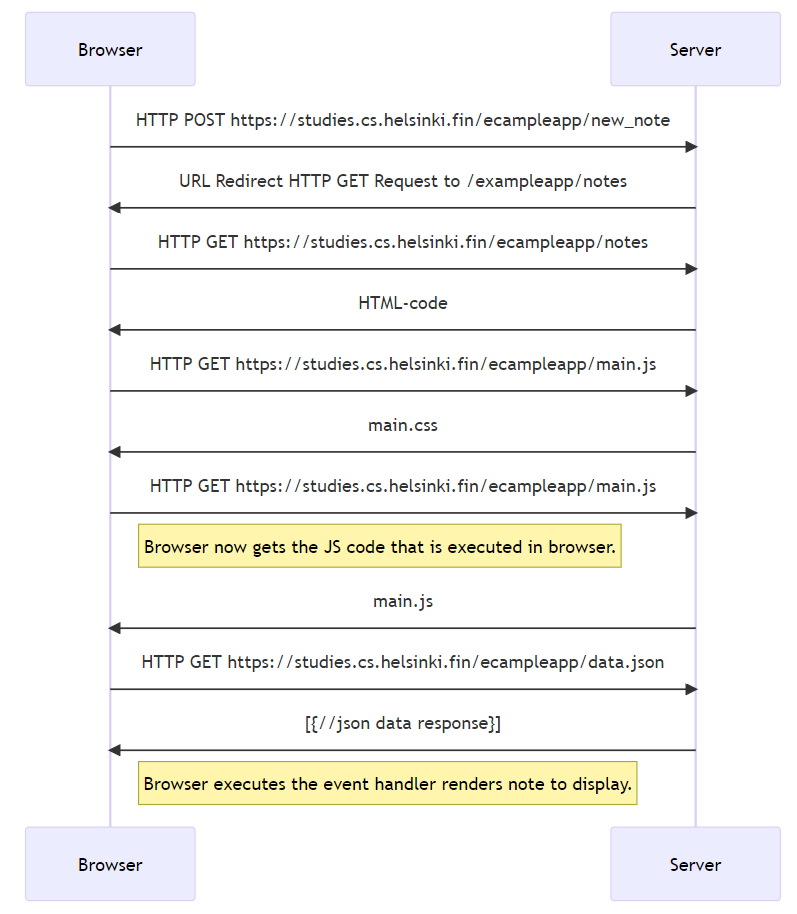 Browser
Server
HTTP POST https://studies.cs.helsinki.fin/ecampleapp/new_note
URL Redirect HTTP GET Request to /exampleapp/notes
HTTP GET https://studies.cs.helsinki.fin/ecampleapp/notes
HTML-code
HTTP GET https://studies.cs.helsinki.fin/ecampleapp/main.js
main.css
HTTP GET https://studies.cs.helsinki.fin/ecampleapp/main.js
Browser now gets the JS code that is executed in browser.
main.js
HTTP GET https://studies.cs.helsinki.fin/ecampleapp/data.json
[{//json data response}]
Browser executes the event handler renders note to display.
Browser
Server